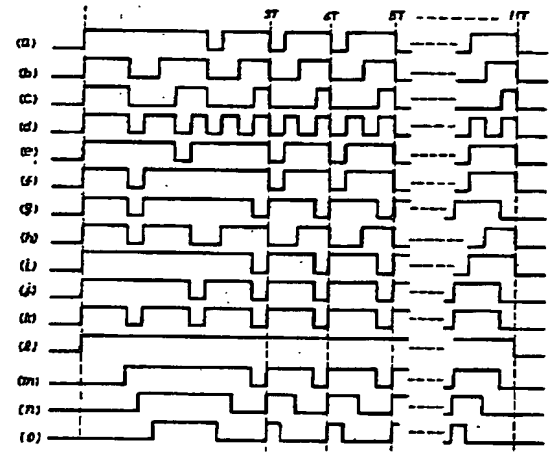 3T 6T 8T 11T
(a)
(b)
(c)
(d)
(e)
(f)
(g)
(h)
(i)
(j)
(k)
(l)
(m)
(n)
(o)